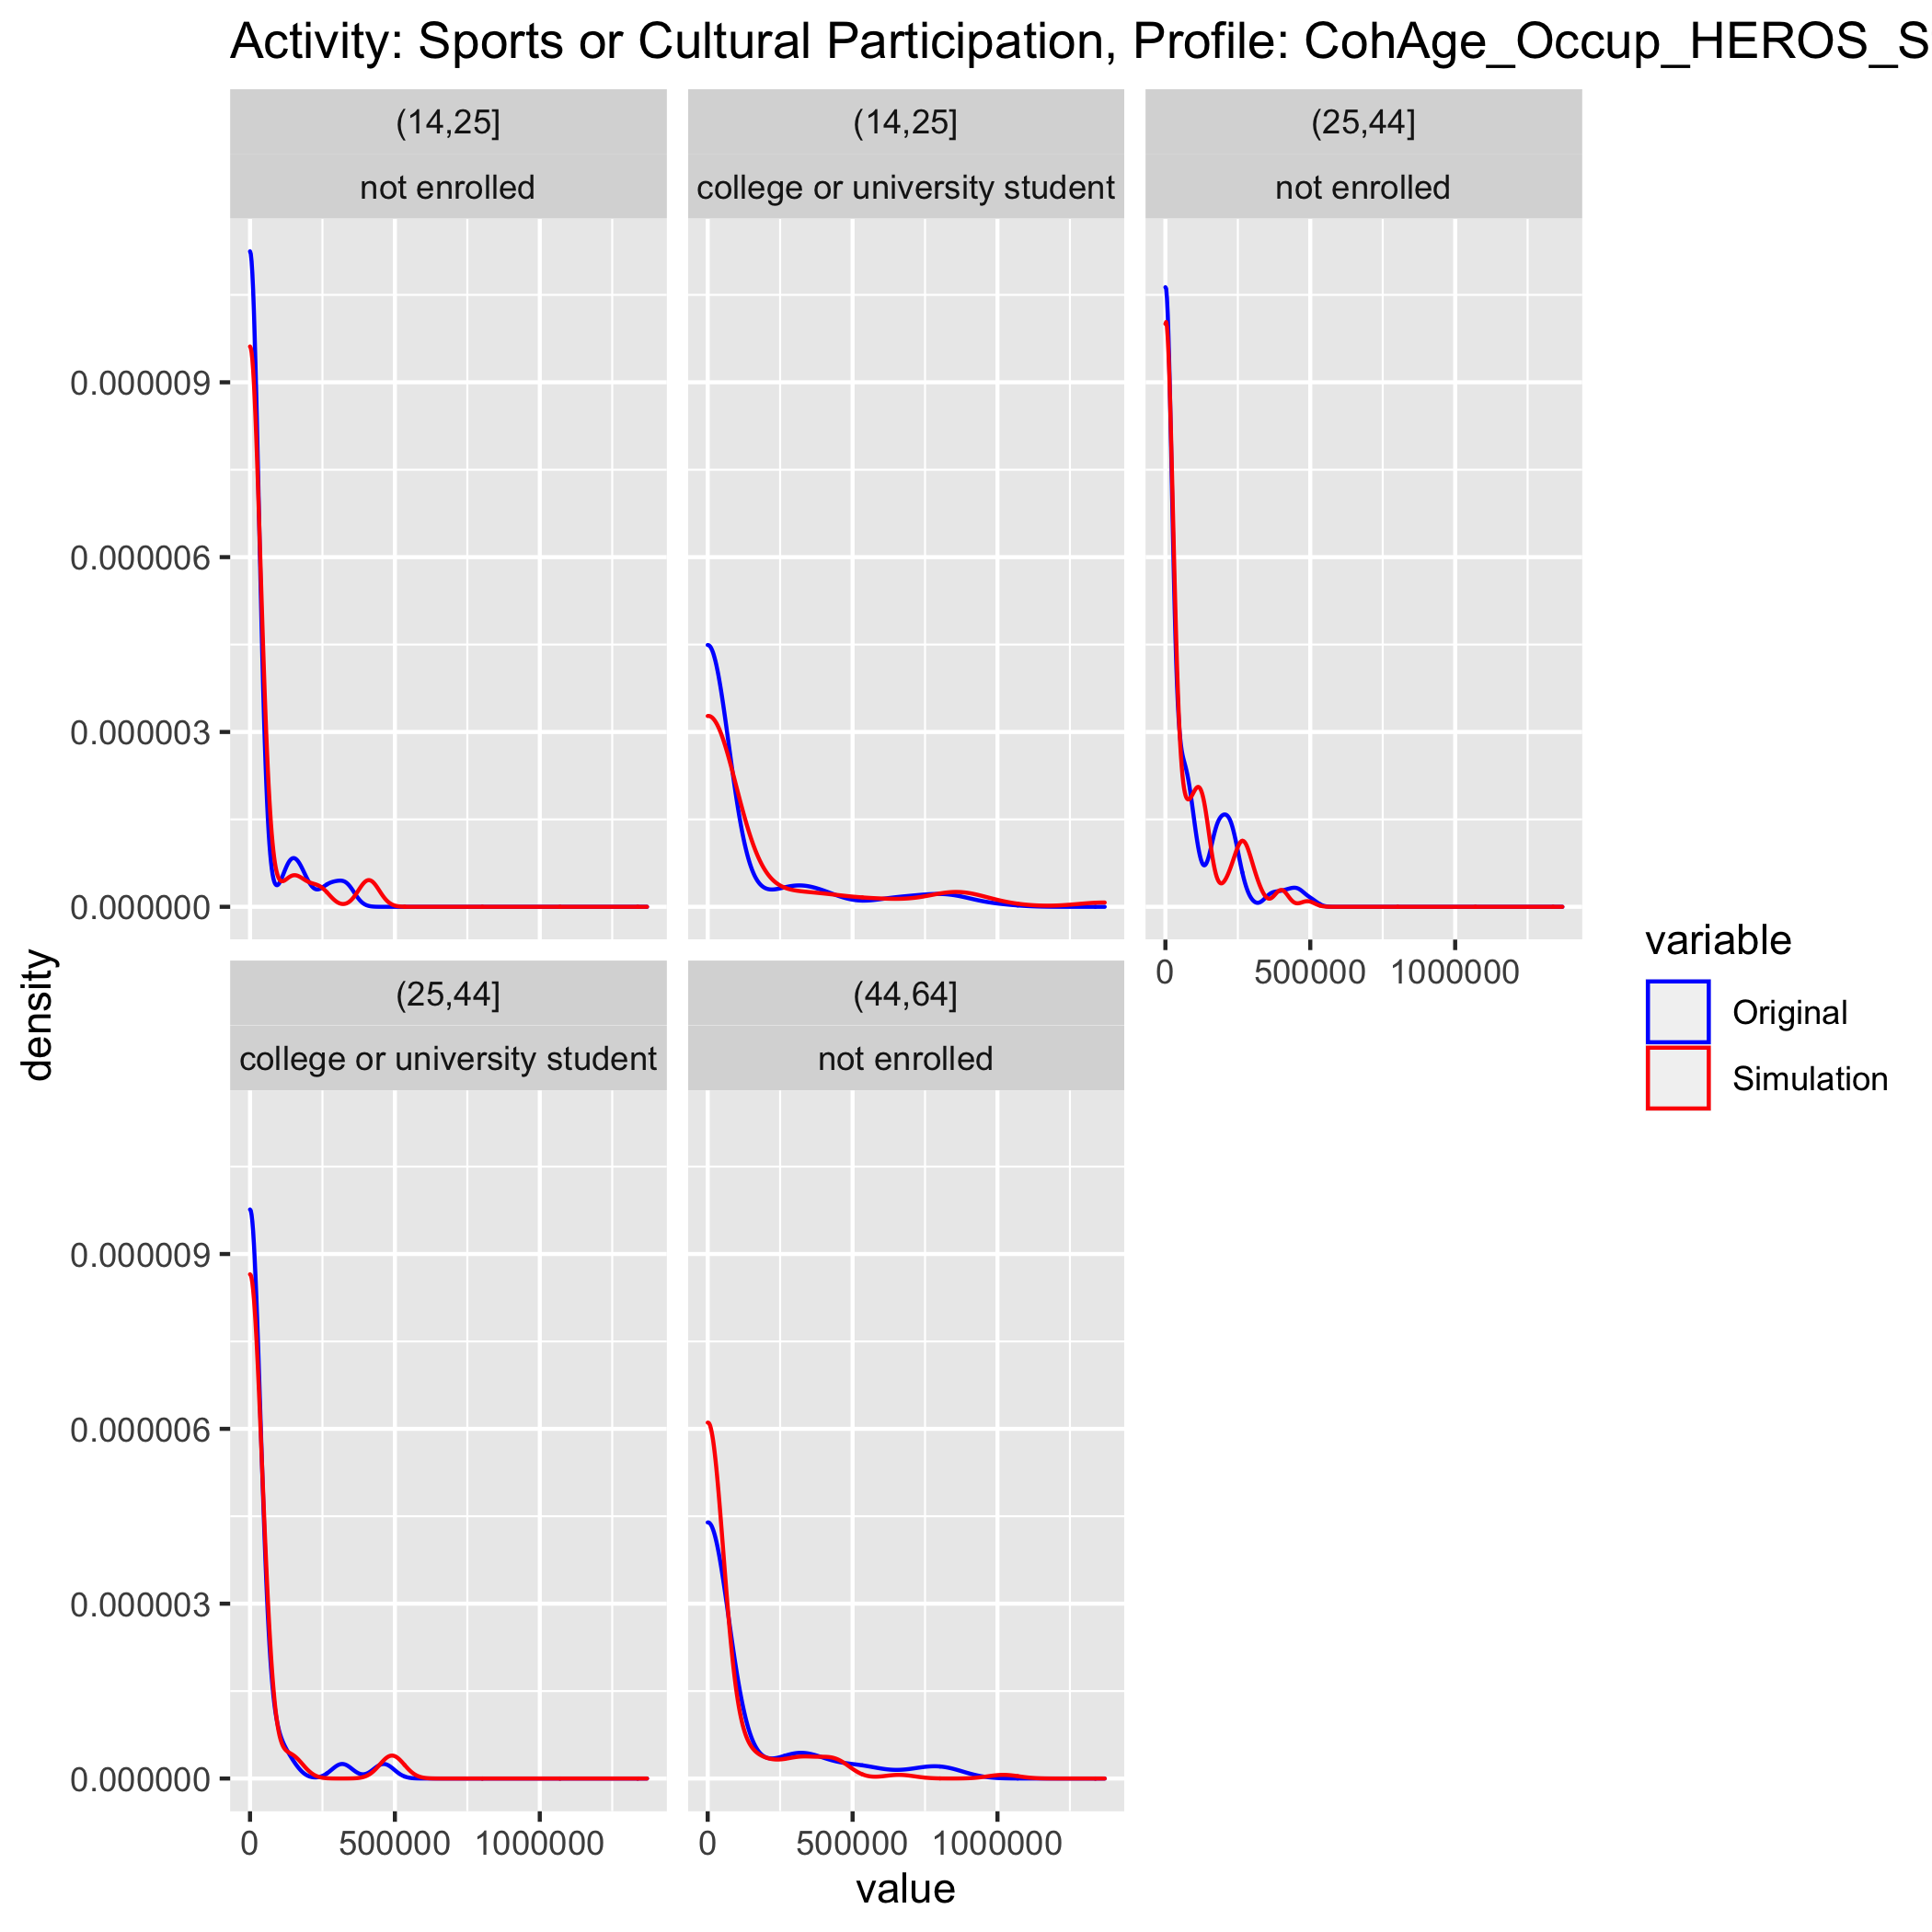 Activity: Sports or Cultural Participation, Profile: CohAge_Occup_HEROS_S
(14,25]
not enrolled
(14,25]
college or university student
(25,44]
not enrolled
0.000009
0.000006
0.000003
0.000000
0 500000 1000000
(25,44]
college or university student
(44,64]
not enrolled
0.000009
0.000006
0.000003
0.000000
0 500000 1000000
0 500000 1000000
density
value
variable
Original
Simulation